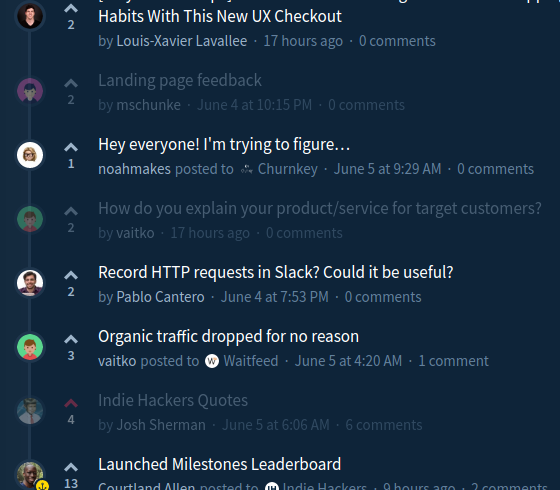 Habits With This New UX Checkout
2
by Louis-Xavier Lavallee · 17 hours ago · 0 comments
Landing page feedback
2
by mschunke · June 4 at 10:15 PM · 0 comments
Hey everyone! I'm trying to figure…
1
noahmakes posted to Churnkey · June 5 at 9:29 AM · 0 comments
How do you explain your product/service for target customers?
2
by vaitko · 17 hours ago · 0 comments
Record HTTP requests in Slack? Could it be useful?
2
by Pablo Cantero · June 4 at 7:53 PM · 0 comments
Organic traffic dropped for no reason
3
vaitko posted to W Waitfeed · June 5 at 4:20 AM · 1 comment
Indie Hackers Quotes
4
by Josh Sherman · June 5 at 6:06 AM · 6 comments
Launched Milestones Leaderboard
13
Courtland Allen posted to IH Indie Hackers · 9 hours ago · 2 comments